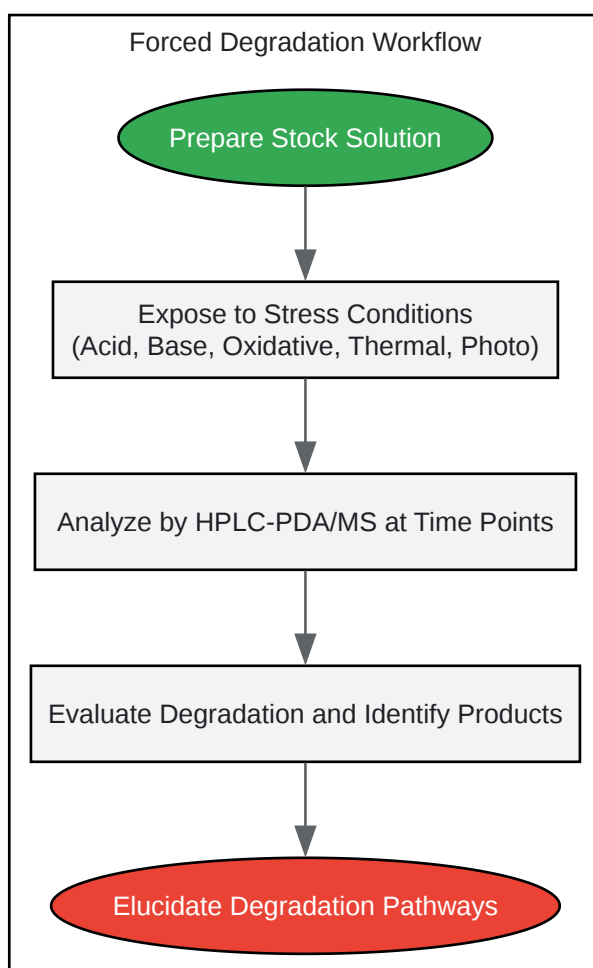 Forced Degradation Workflow
Prepare Stock Solution
Expose to Stress Conditions
(Acid, Base, Oxidative, Thermal, Photo)
Analyze by HPLC-PDA/MS at Time Points
Evaluate Degradation and Identify Products
Elucidate Degradation Pathways